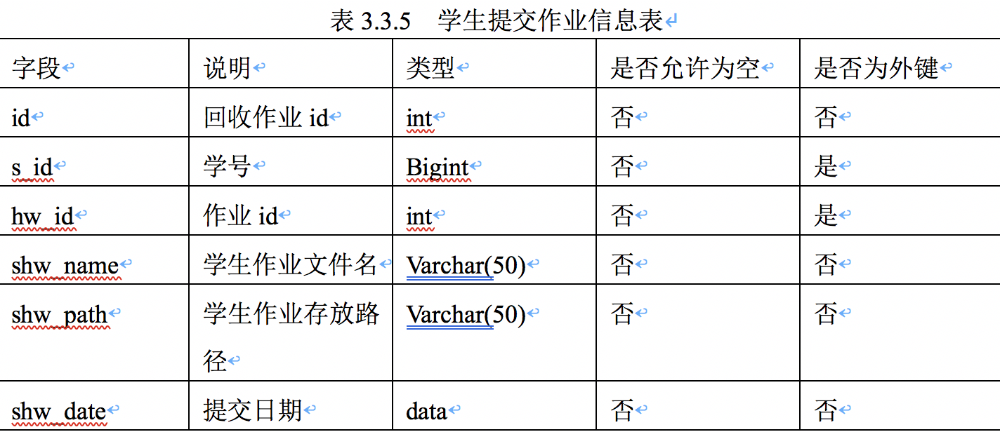 表 3.3.5 学生提交作业信息表
字段 说明 类型 是否允许为空 是否为外键
id 回收作业 id int 否 否
s_id 学号 Bigint 否 是
hw_id 作业 id int 否 是
shw_name 学生作业文件名 Varchar(50) 否 否
shw_path 学生作业存放路 Varchar(50) 否 否
径
shw_date 提交日期 data 否 否